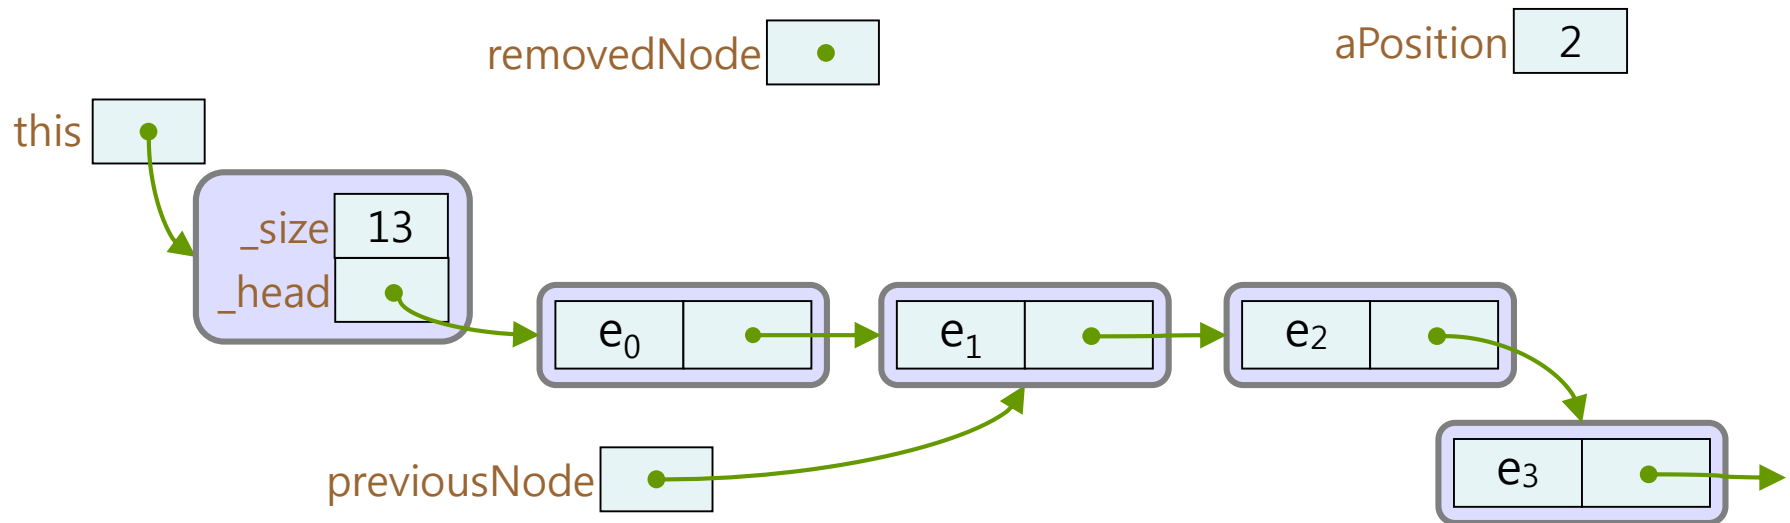 removedNode
aPosition 2
this
_size 13
_head
e0
e1
e2
e3
previousNode